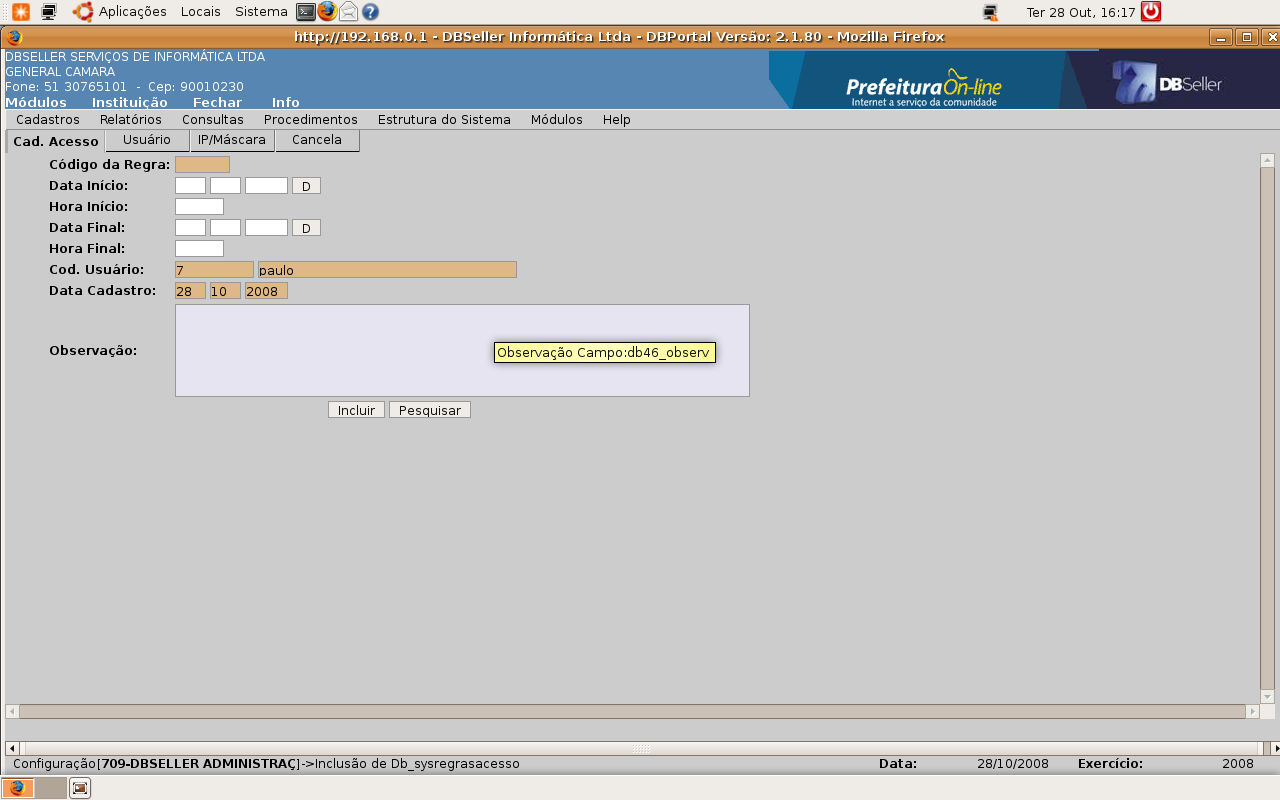 Aplicações Locais Sistema Ter 28 Out, 16:17
http://192.168.0.1 - DBSeller Informática Ltda - DBPortal Versão: 2.1.80 - Mozilla Firefox
DBSELLER SERVIÇOS DE INFORMÁTICA LTDA
GENERAL CAMARA
Fone: 51 30765101 - Cep: 90010230
Módulos Instituição Fechar Info
PrefeituraOn-line
Internet a serviço da comunidade
DBSeller
Cadastros Relatórios Consultas Procedimentos Estrutura do Sistema Módulos Help
Cad. Acesso Usuário IP/Máscara Cancela
Código da Regra:
Data Início: D
Hora Início:
Data Final: D
Hora Final:
Cod. Usuário: 7 paulo
Data Cadastro: 28 10 2008
Observação:
Observação Campo:db46_observ
Incluir Pesquisar
Configuração[709-DBSELLER ADMINISTRAÇ]->Inclusão de Db_sysregrasacesso Data: 28/10/2008 Exercício: 2008